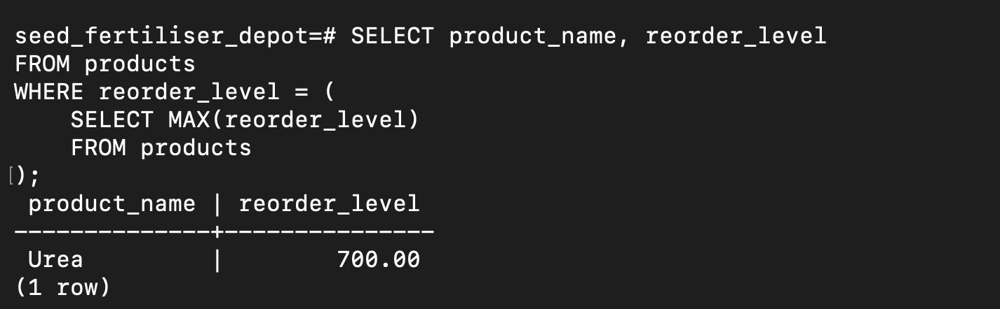 seed_fertiliser_depot=# SELECT product_name, reorder_level
FROM products
WHERE reorder_level = (
    SELECT MAX(reorder_level)
    FROM products
[);
 product_name | reorder_level
--------------+---------------
 Urea         |        700.00
(1 row)